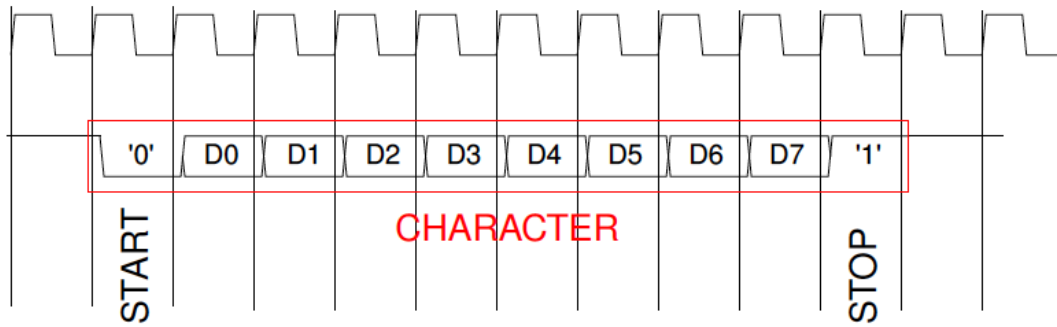 '0' D0 D1 D2 D3 D4 D5 D6 D7 '1'
CHARACTER
START
STOP